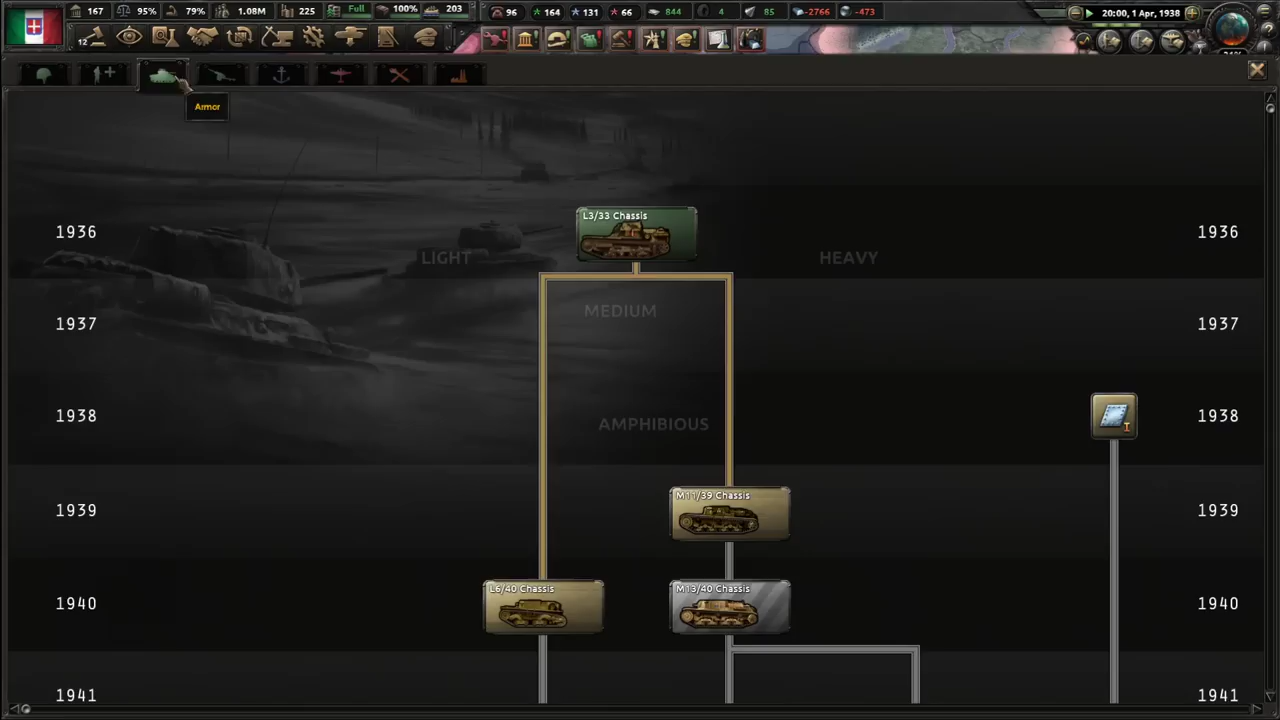 167 95% 79% 1.08M 225 Full 100% 203 96 164 131 66 844 4 85 -2766 -473 20:00, 1 Apr, 1938
12
Armor
L3/33 Chassis
1936 1936
LIGHT HEAVY
MEDIUM
1937 1937
1938 1938
I
AMPHIBIOUS
M11/39 Chassis
1939 1939
L6/40 Chassis M13/40 Chassis
1940 1940
1941 1941